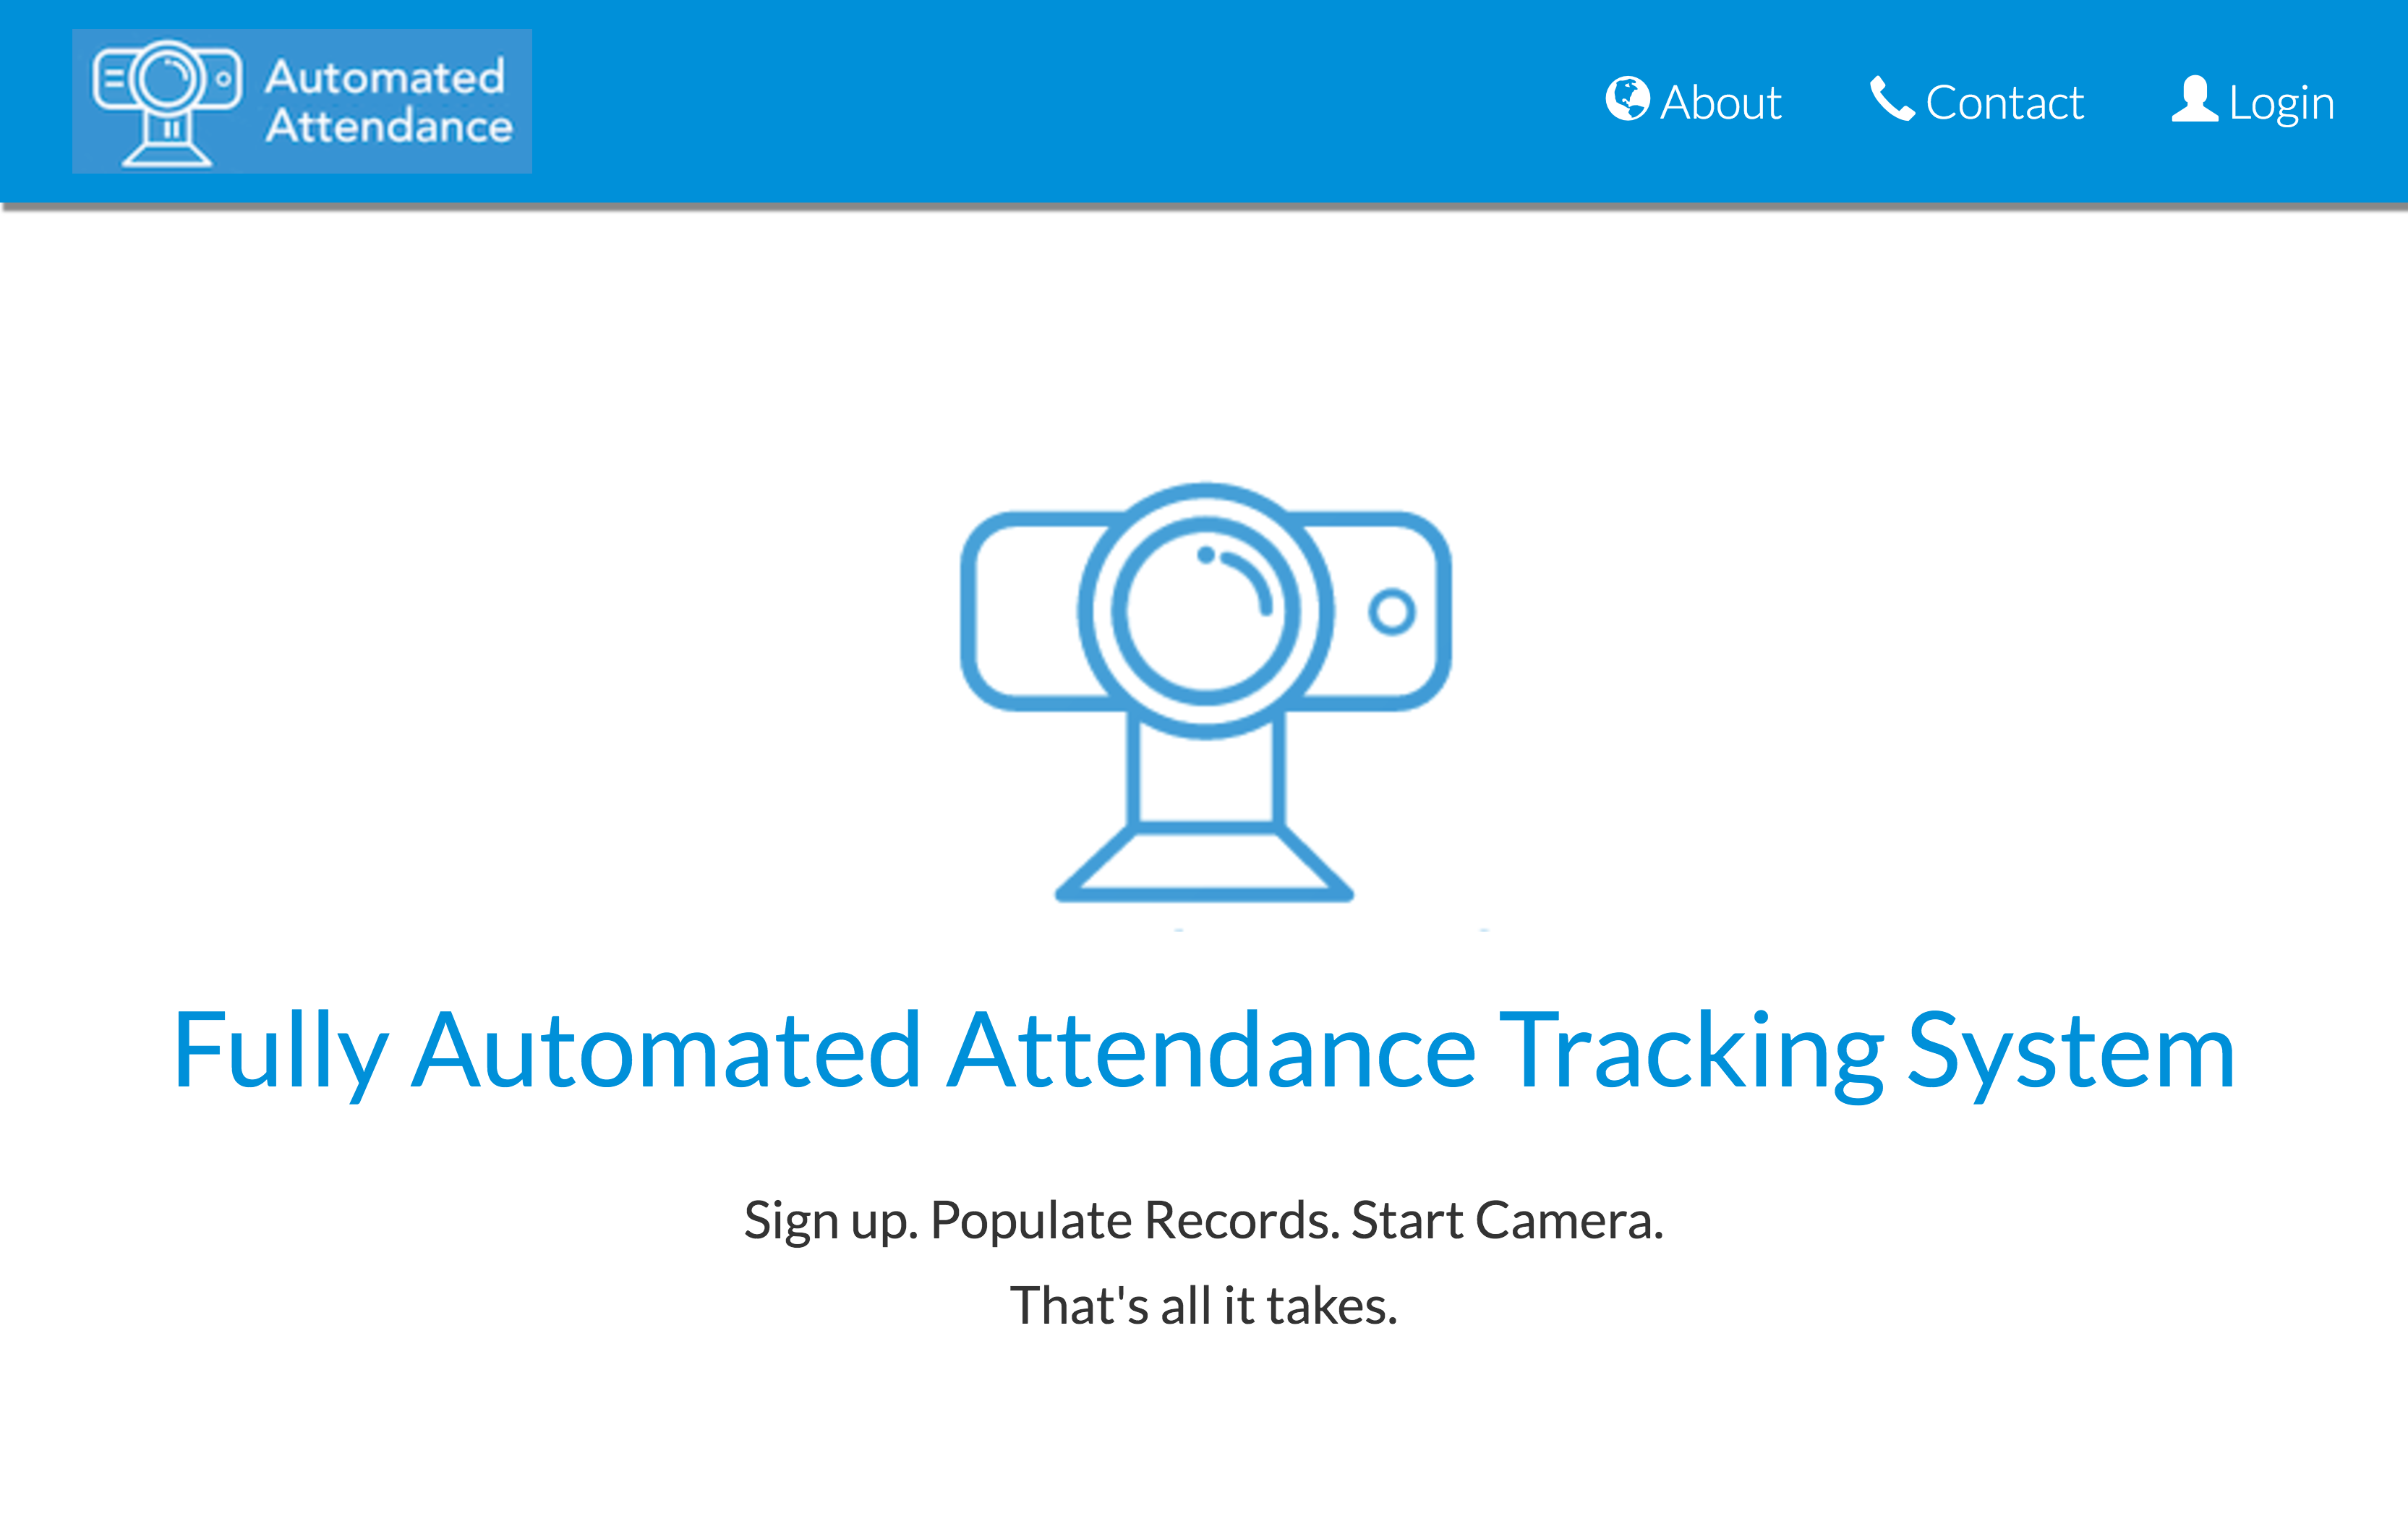 Automated
Attendance
About
Contact
Login
Fully Automated Attendance Tracking System
Sign up. Populate Records. Start Camera.
That's all it takes.